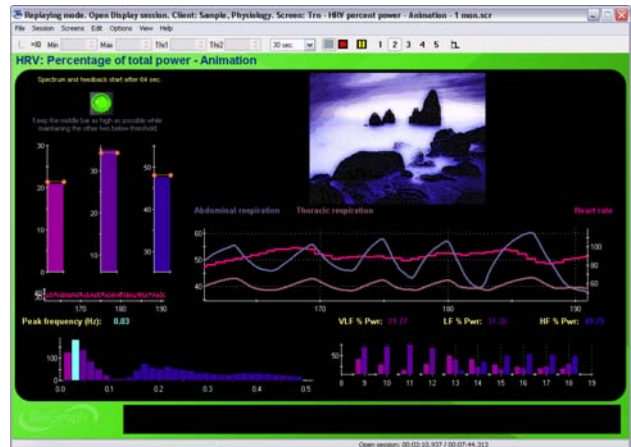 Replaying mode. Open Display session. Client: Sample, Physiology. Screen: Trn - HRV percent power - Animation - 1 mon.scr
File Session Screens Edit Options View Help
Min Max Thr1 Thr2 30 sec. 1 2 3 4 5
HRV: Percentage of total power - Animation
Spectrum and feedback start after 64 sec.
Keep the middle bar as high as possible while
maintaining the other two below threshold.
30 30 50
20 20 40
10 10 30
0
Abdominal respiration Thoracic respiration Heart rate
60 100
50 80
40 60
170 180 190
170 180 190
Peak frequency (Hz): 0.03 VLF % Pwr: 21.77 LF % Pwr: HF % Pwr:
100 50
0.0 0.1 0.2 0.3 0.4 0.5
8 9 10 11 12 13 14 15 16 17 18 19
BioGraph
Open session: 00:03:10.937 / 00:07:44.313